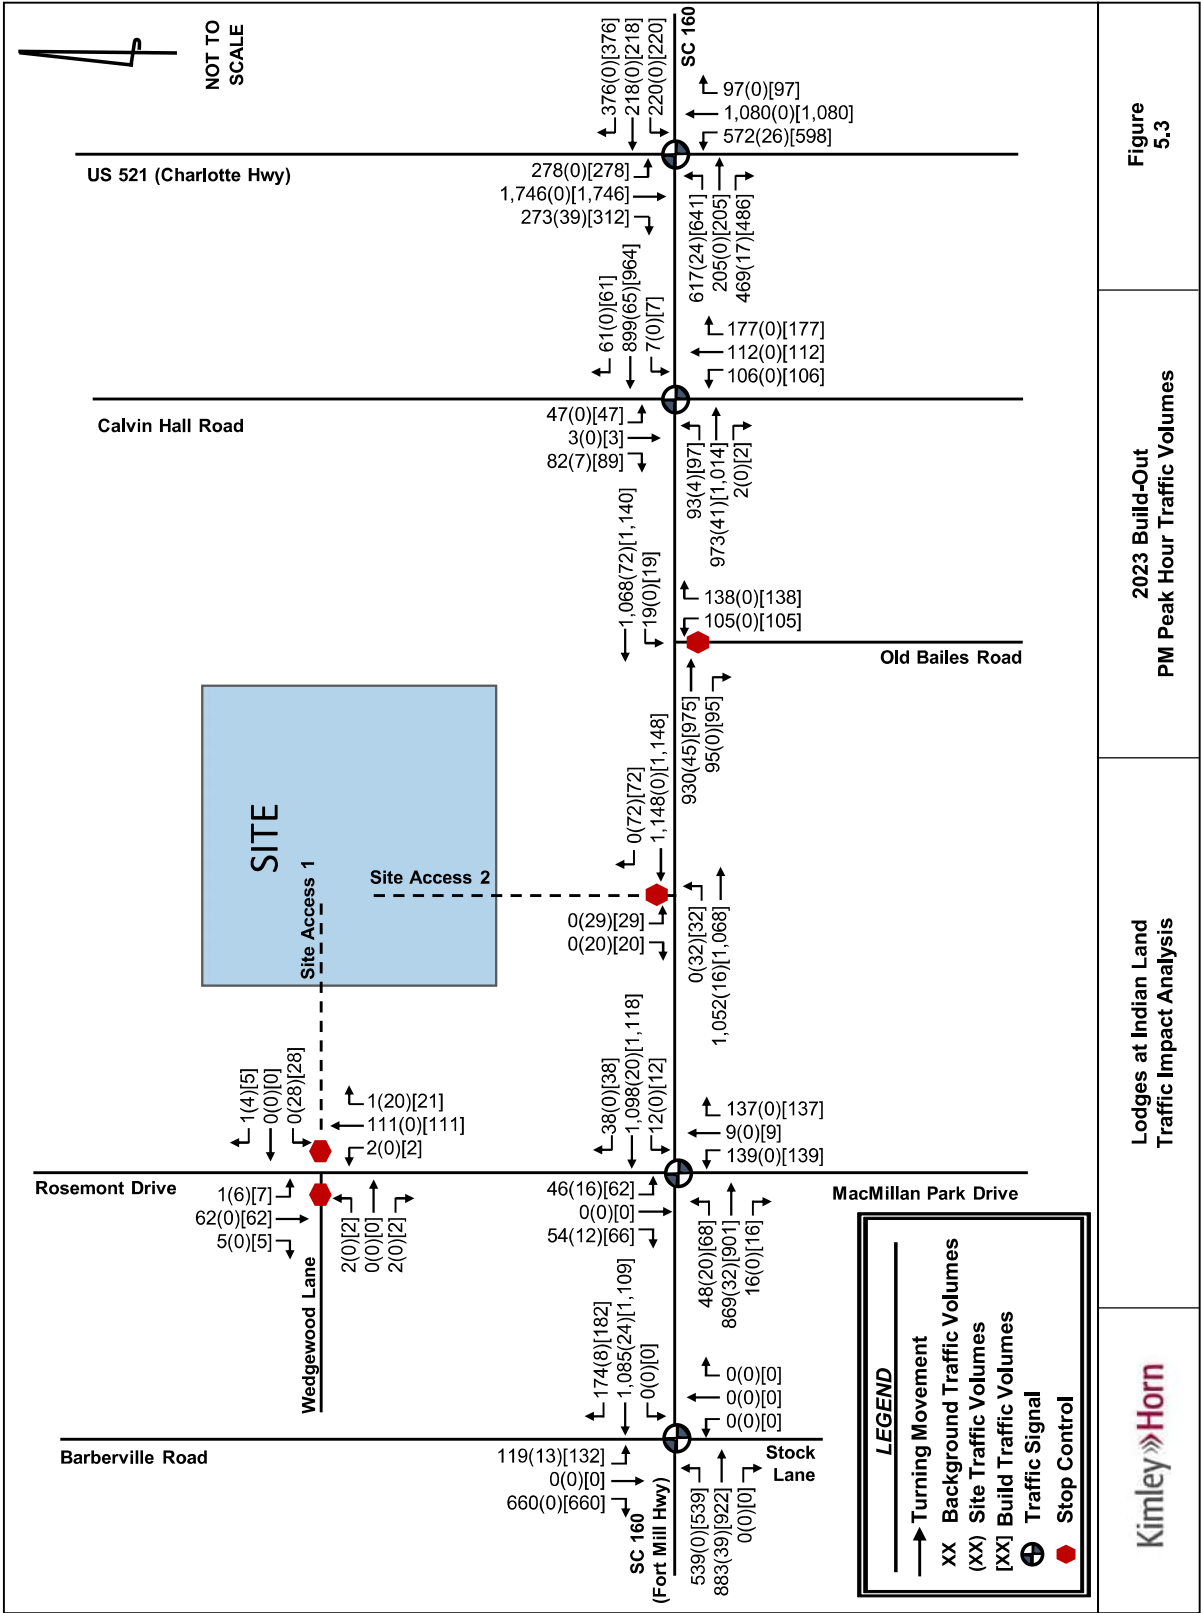 NOT TO
SCALE
376(0)[376]
218(0)[218]
220(0)[220]
SC 160
97(0)[97]
1,080(0)[1,080]
572(26)[598]
US 521 (Charlotte Hwy)
278(0)[278]
1,746(0)[1,746]
273(39)[312]
617(24)[641]
205(0)[205]
469(17)[486]
61(0)[61]
899(65)[964]
7(0)[7]
177(0)[177]
112(0)[112]
106(0)[106]
Calvin Hall Road
47(0)[47]
3(0)[3]
82(7)[89]
93(4)[97]
973(41)[1,014]
2(0)[2]
1,068(72)[1,140]
19(0)[19]
138(0)[138]
105(0)[105]
Old Bailes Road
930(45)[975]
95(0)[95]
SITE
Site Access 1
Site Access 2
0(72)[72]
1,148(0)[1,148]
0(29)[29]
0(20)[20]
0(32)[32]
1,052(16)[1,068]
1(4)[5]
0(0)[0]
0(28)[28]
1(20)[21]
111(0)[111]
2(0)[2]
Rosemont Drive
1(6)[7]
62(0)[62]
5(0)[5]
2(0)[2]
0(0)[0]
2(0)[2]
Wedgewood Lane
38(0)[38]
1,098(20)[1,118]
12(0)[12]
137(0)[137]
9(0)[9]
139(0)[139]
46(16)[62]
0(0)[0]
54(12)[66]
MacMillan Park Drive
48(20)[68]
869(32)[901]
16(0)[16]
174(8)[182]
1,085(24)[1,109]
0(0)[0]
0(0)[0]
0(0)[0]
0(0)[0]
Barberville Road
119(13)[132]
0(0)[0]
660(0)[660]
Stock
Lane
SC 160
(Fort Mill Hwy)
539(0)[539]
883(39)[922]
0(0)[0]
LEGEND
Turning Movement
XX Background Traffic Volumes
(XX) Site Traffic Volumes
[XX] Build Traffic Volumes
Traffic Signal
Stop Control
Kimley»Horn
Lodges at Indian Land
Traffic Impact Analysis
2023 Build-Out
PM Peak Hour Traffic Volumes
Figure
5.3